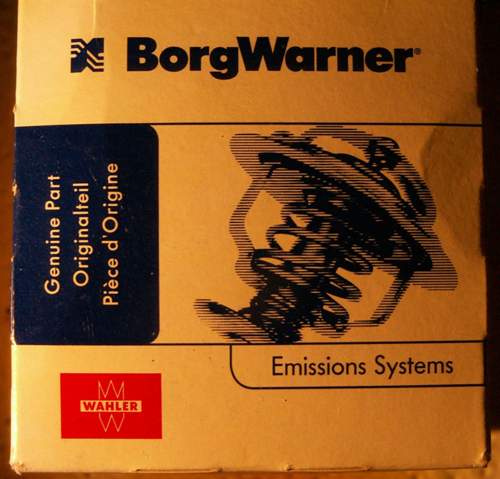 BorgWarner®
Genuine Part
Originalteil
Pièce d'Origine
Emissions Systems
WAHLER